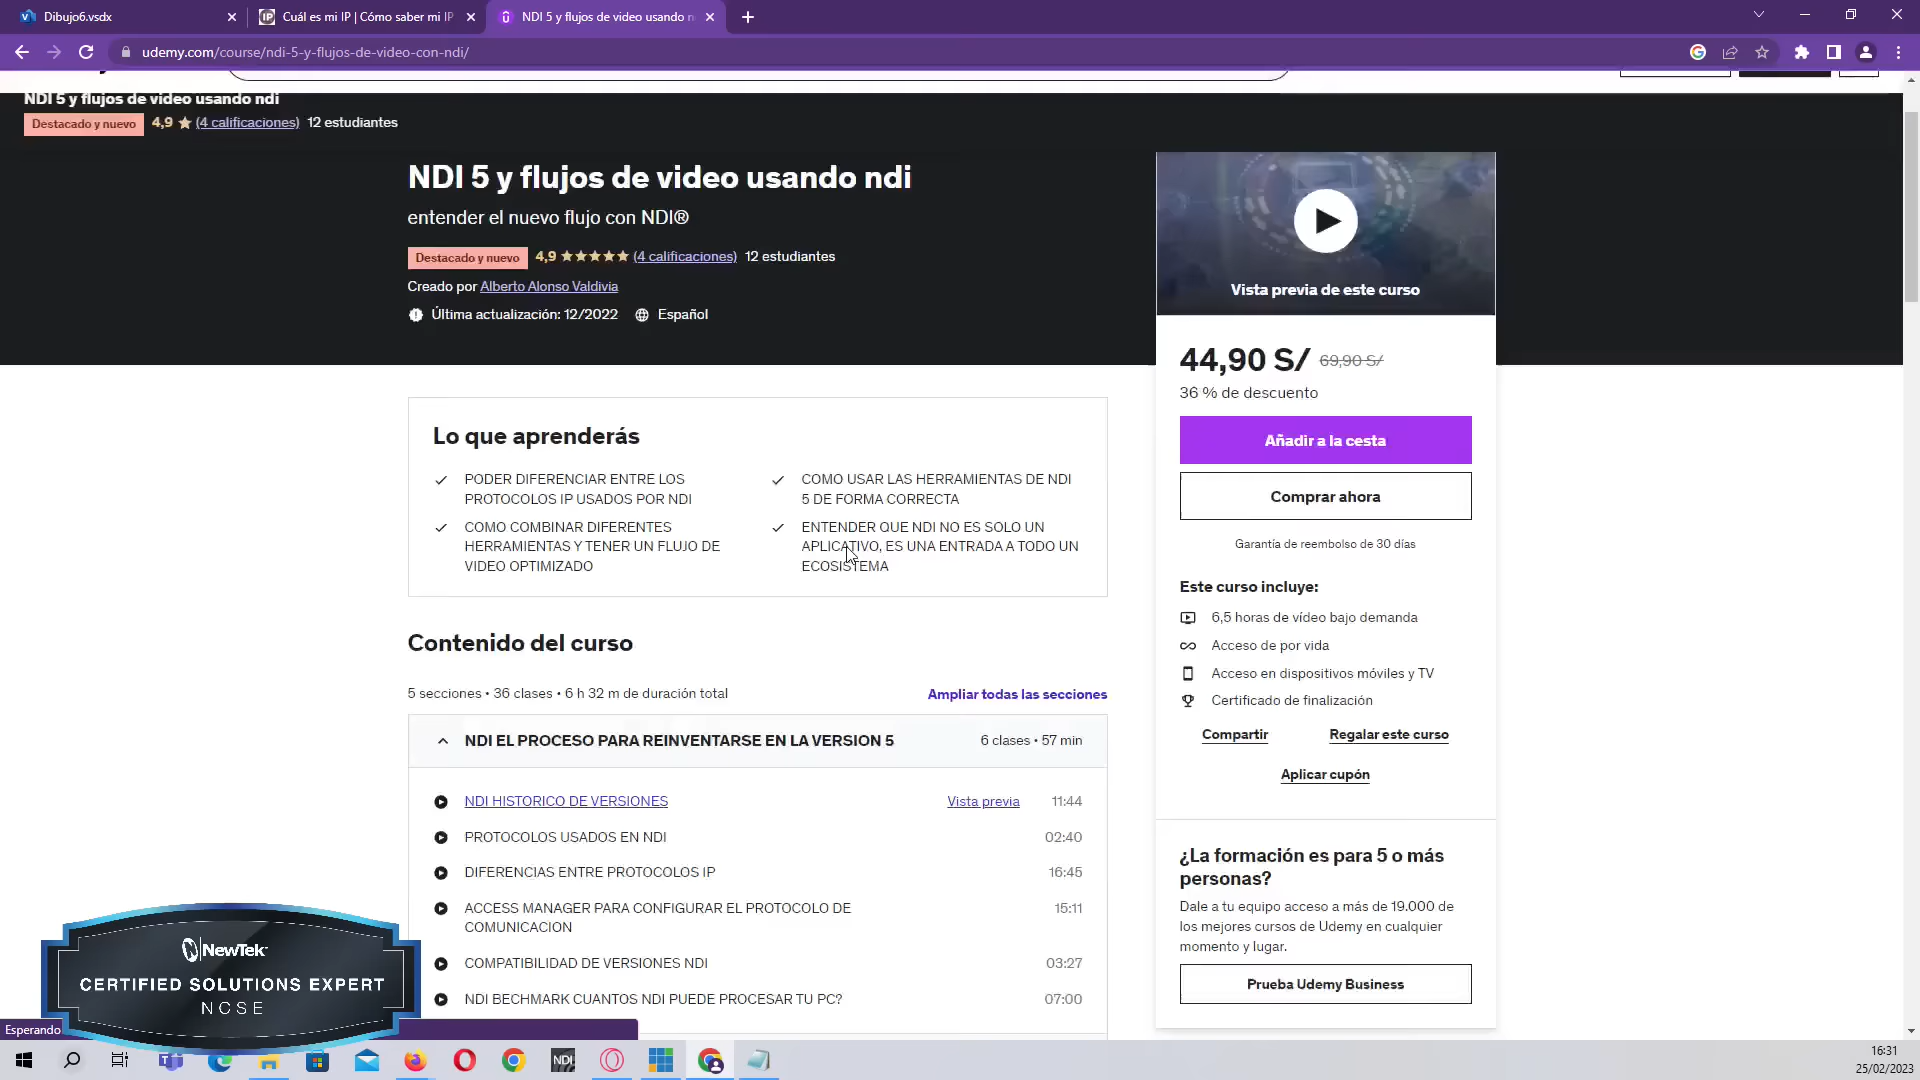 Dibujo6.vsdx
Cuál es mi IP | Cómo saber mi IP
NDI 5 y flujos de video usando n
udemy.com/course/ndi-5-y-flujos-de-video-con-ndi/
NDI 5 y flujos de video usando ndi
Destacado y nuevo 4,9 (4 calificaciones) 12 estudiantes
NDI 5 y flujos de video usando ndi
entender el nuevo flujo con NDI®
Destacado y nuevo 4,9 (4 calificaciones) 12 estudiantes
Creado por Alberto Alonso Valdivia
Última actualización: 12/2022 Español
Vista previa de este curso
44,90 S/ 69,90 S/
36 % de descuento
Añadir a la cesta
Comprar ahora
Garantía de reembolso de 30 días
Este curso incluye:
6,5 horas de vídeo bajo demanda
Acceso de por vida
Acceso en dispositivos móviles y TV
Certificado de finalización
Compartir Regalar este curso
Aplicar cupón
¿La formación es para 5 o más
personas?
Dale a tu equipo acceso a más de 19.000 de
los mejores cursos de Udemy en cualquier
momento y lugar.
Prueba Udemy Business
Lo que aprenderás
PODER DIFERENCIAR ENTRE LOS
PROTOCOLOS IP USADOS POR NDI
COMO USAR LAS HERRAMIENTAS DE NDI
5 DE FORMA CORRECTA
COMO COMBINAR DIFERENTES
HERRAMIENTAS Y TENER UN FLUJO DE
VIDEO OPTIMIZADO
ENTENDER QUE NDI NO ES SOLO UN
APLICATIVO, ES UNA ENTRADA A TODO UN
ECOSISTEMA
Contenido del curso
5 secciones • 36 clases • 6 h 32 m de duración total Ampliar todas las secciones
NDI EL PROCESO PARA REINVENTARSE EN LA VERSION 5 6 clases • 57 min
NDI HISTORICO DE VERSIONES Vista previa 11:44
PROTOCOLOS USADOS EN NDI 02:40
DIFERENCIAS ENTRE PROTOCOLOS IP 16:45
ACCESS MANAGER PARA CONFIGURAR EL PROTOCOLO DE 15:11
COMUNICACION
COMPATIBILIDAD DE VERSIONES NDI 03:27
NDI BECHMARK CUANTOS NDI PUEDE PROCESAR TU PC? 07:00
NewTek
CERTIFIED SOLUTIONS EXPERT
NCSE
Esperando
NDI
16:31
25/02/2023